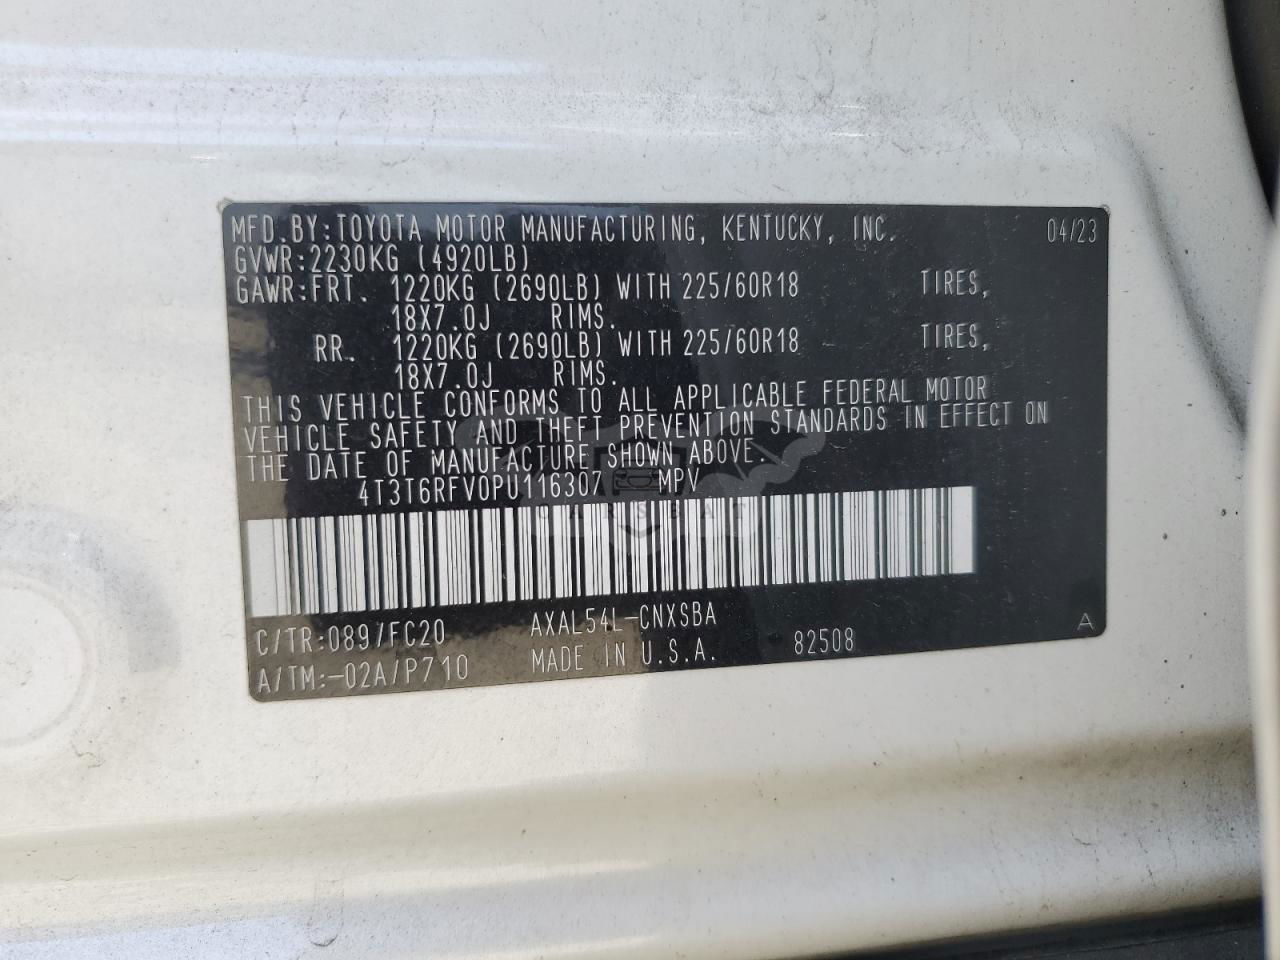 MFD.BY:TOYOTA MOTOR MANUFACTURING, KENTUCKY, INC. 04/23
GVWR:2230KG (4920LB)
GAWR:FRT. 1220KG (2690LB) WITH 225/60R18 TIRES,
18X7.0J RIMS.
RR. 1220KG (2690LB) WITH 225/60R18 TIRES,
18X7.0J RIMS.
THIS VEHICLE CONFORMS TO ALL APPLICABLE FEDERAL MOTOR
VEHICLE SAFETY AND THEFT PREVENTION STANDARDS IN EFFECT ON
THE DATE OF MANUFACTURE SHOWN ABOVE.
4T3T6RFV0PU116307 MPV
CARSBAT
C/TR:089/FC20 AXAL54L-CNXSBA
A/TM:-02A/P710 MADE IN U.S.A. 82508 A